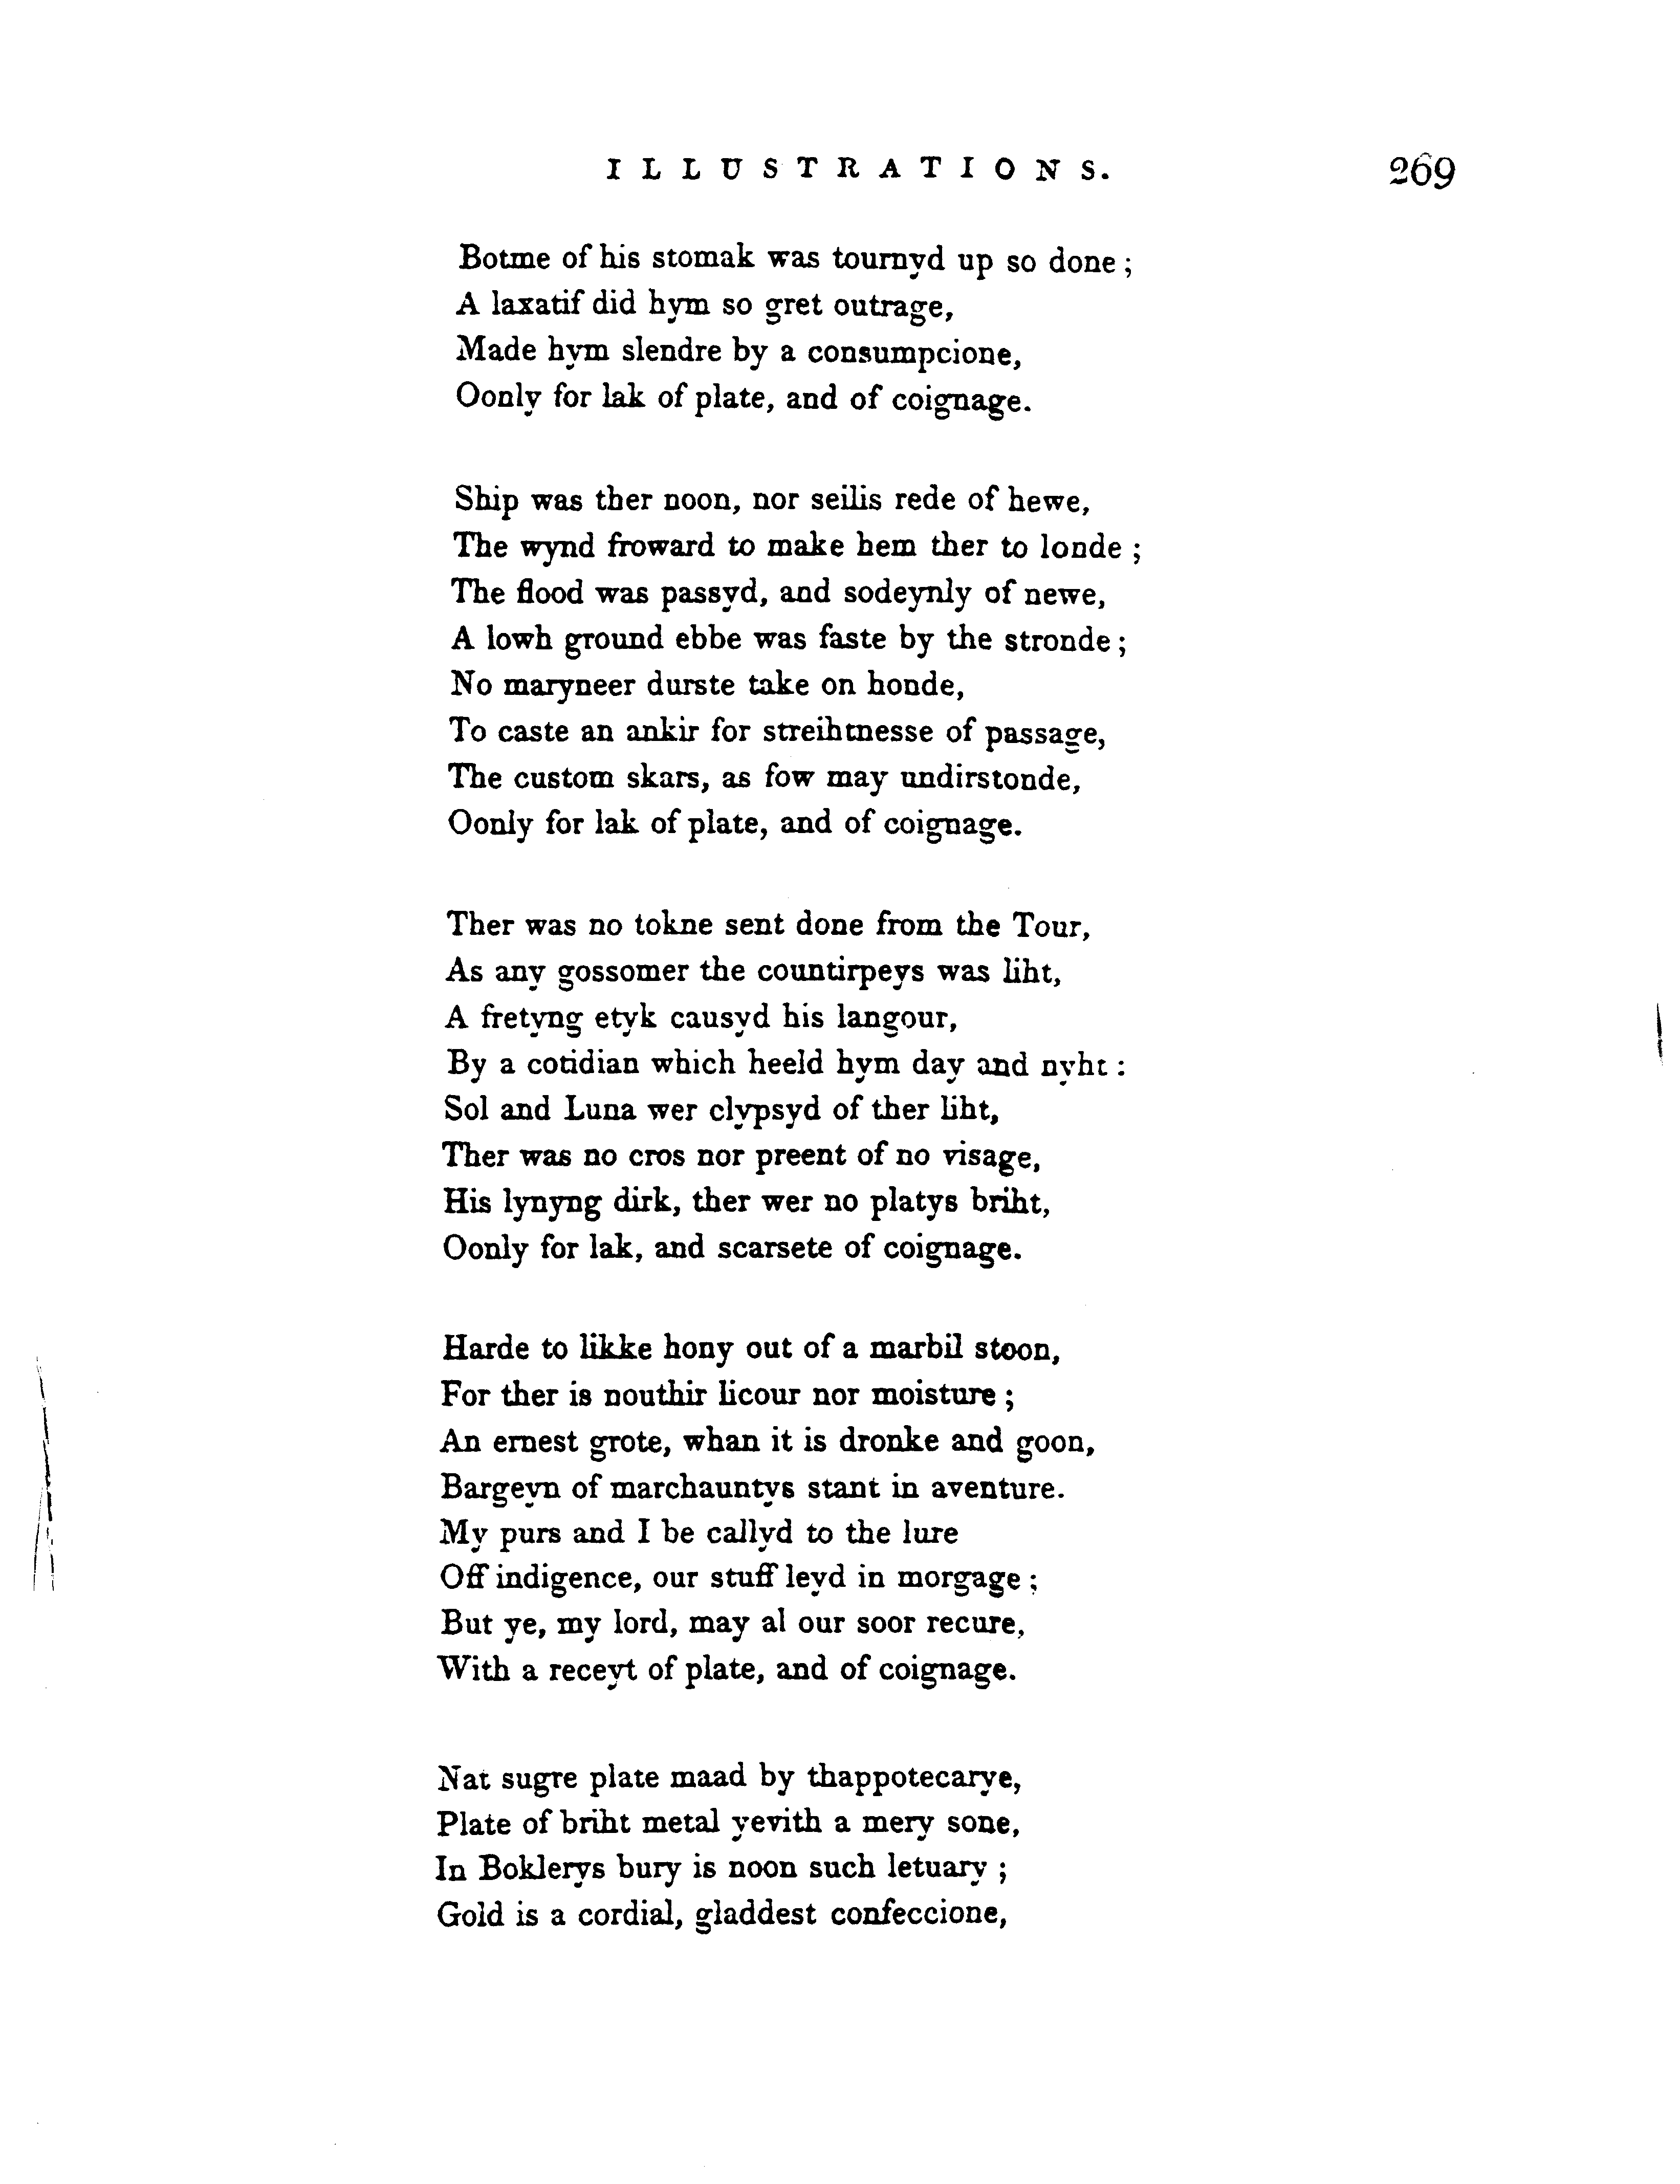 ILLUSTRATIONS. 269
Botme of his stomak was tournyd up so done;
A laxatif did hym so gret outrage,
Made hym slendre by a consumpcione,
Oonly for lak of plate, and of coignage.
Ship was ther noon, nor seilis rede of hewe,
The wynd froward to make hem ther to londe;
The flood was passyd, and sodeynly of newe,
A lowh ground ebbe was faste by the stronde;
No maryneer durste take on honde,
To caste an ankir for streihtnesse of passage,
The custom skars, as fow may undirstonde,
Oonly for lak of plate, and of coignage.
Ther was no tokne sent done from the Tour,
As any gossomer the countirpeys was liht,
A fretyng etyk causyd his langour,
By a cotidian which heeld hym day and nyht:
Sol and Luna wer clypsyd of ther liht,
Ther was no cros nor preent of no visage,
His lynyng dirk, ther wer no platys briht,
Oonly for lak, and scarsete of coignage.
Harde to likke hony out of a marbil stoon,
For ther is nouthir licour nor moisture;
An ernest grote, whan it is dronke and goon,
Bargeyn of marchauntys stant in aventure.
My purs and I be callyd to the lure
Off indigence, our stuff leyd in morgage;
But ye, my lord, may al our soor recure,
With a receyt of plate, and of coignage.
Nat sugre plate maad by thappotecarye,
Plate of briht metal yevith a mery sone,
In Boklerys bury is noon such letuary;
Gold is a cordial, gladdest confeccione,